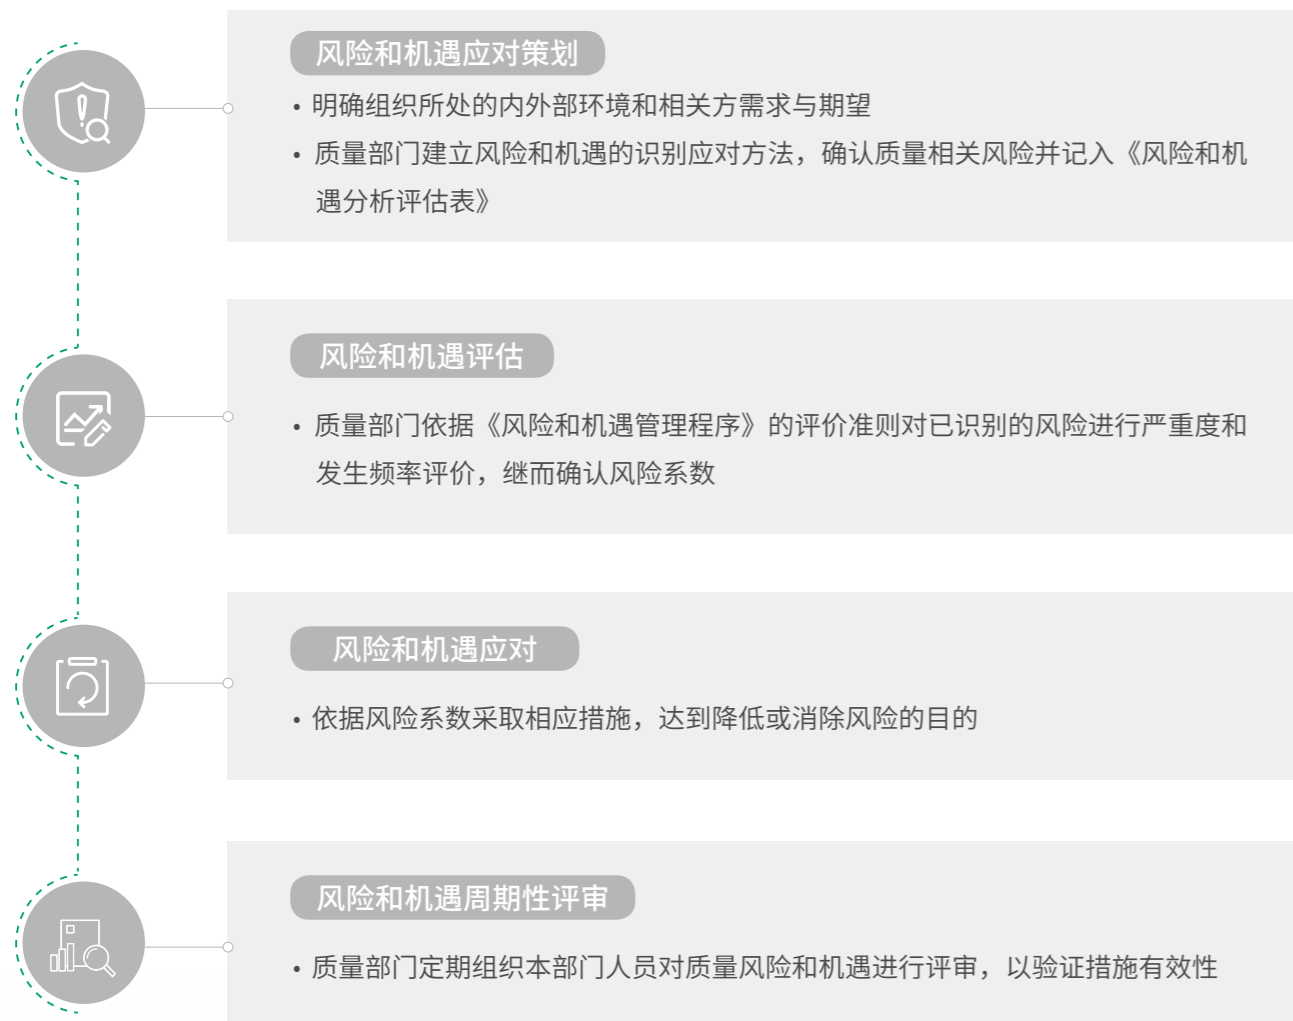 风险和机遇应对策划
• 明确组织所处的内外部环境和相关方需求与期望
• 质量部门建立风险和机遇的识别应对方法，确认质量相关风险并记入《风险和机
遇分析评估表》
风险和机遇评估
• 质量部门依据《风险和机遇管理程序》的评价准则对已识别的风险进行严重度和
发生频率评价，继而确认风险系数
风险和机遇应对
• 依据风险系数采取相应措施，达到降低或消除风险的目的
风险和机遇周期性评审
• 质量部门定期组织本部门人员对质量风险和机遇进行评审，以验证措施有效性